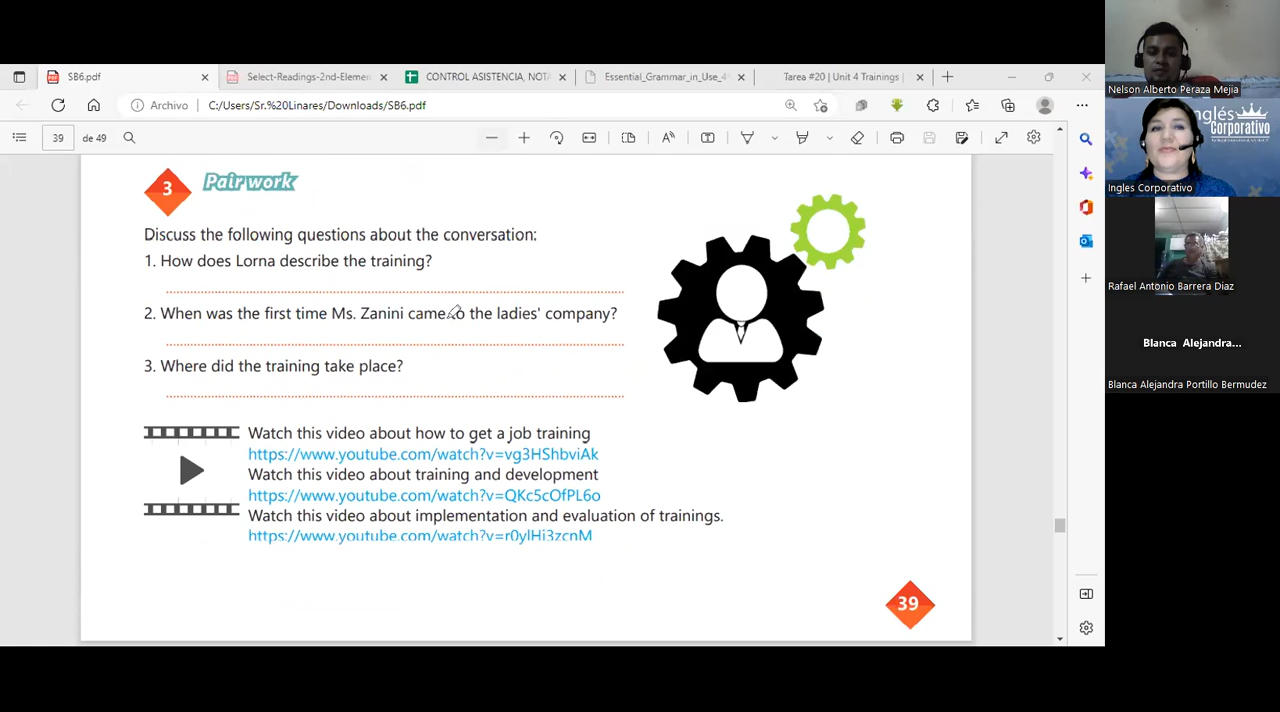 SB6.pdf
Select-Readings-2nd-Elemen
CONTROL ASISTENCIA, NOTA
Essential_Grammar_in_Use_4
Tarea #20 | Unit 4 Trainings |
Archivo
C:/Users/Sr.%20Linares/Downloads/SB6.pdf
39
de 49
3
Pair work
Discuss the following questions about the conversation:
1. How does Lorna describe the training?
2. When was the first time Ms. Zanini came to the ladies' company?
3. Where did the training take place?
Watch this video about how to get a job training
https://www.youtube.com/watch?v=vg3HShbviAk
Watch this video about training and development
https://www.youtube.com/watch?v=QKc5cOfPL6o
Watch this video about implementation and evaluation of trainings.
https://www.youtube.com/watch?v=r0ylHi3zcnM
39
Nelson Alberto Peraza Mejia
Inglés
Corporativo
Ingles Corporativo
Rafael Antonio Barrera Diaz
Blanca Alejandra...
Blanca Alejandra Portillo Bermudez